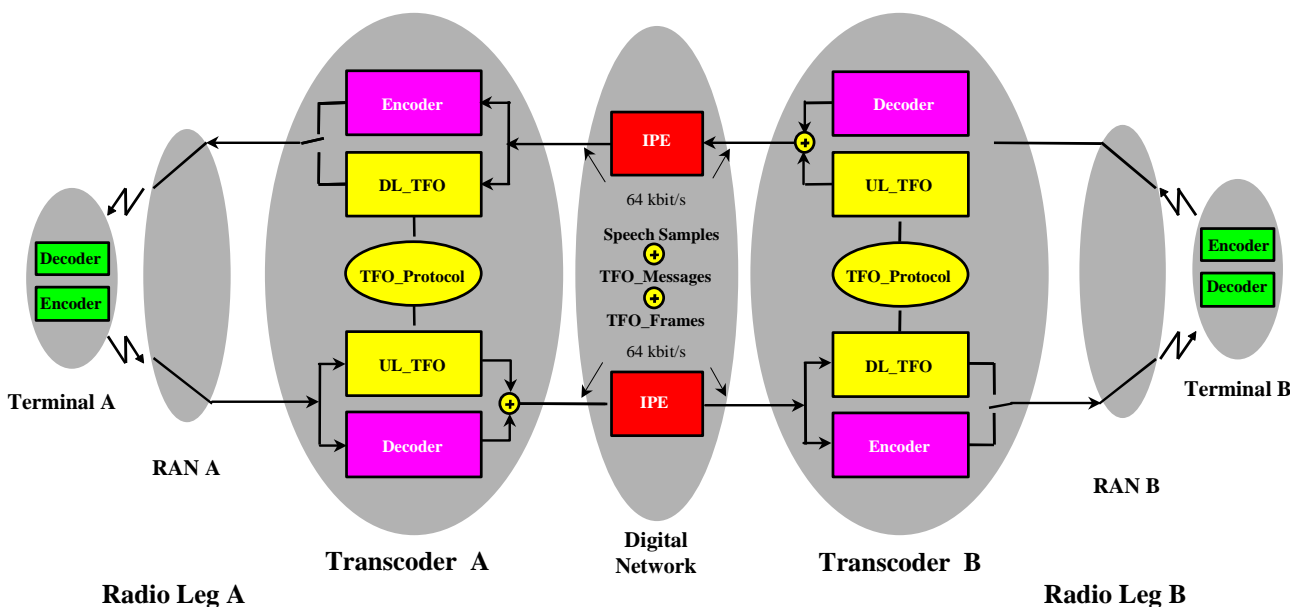 Encoder
DL_TFO
TFO_Protocol
UL_TFO
Decoder
IPE
64 kbit/s
Speech Samples
+
TFO_Messages
+
TFO_Frames
64 kbit/s
IPE
+
+
Decoder
UL_TFO
TFO_Protocol
DL_TFO
Encoder
Decoder
Encoder
Terminal A
RAN A
Transcoder A
Radio Leg A
Digital
Network
Transcoder B
Encoder
Decoder
Terminal B
RAN B
Radio Leg B